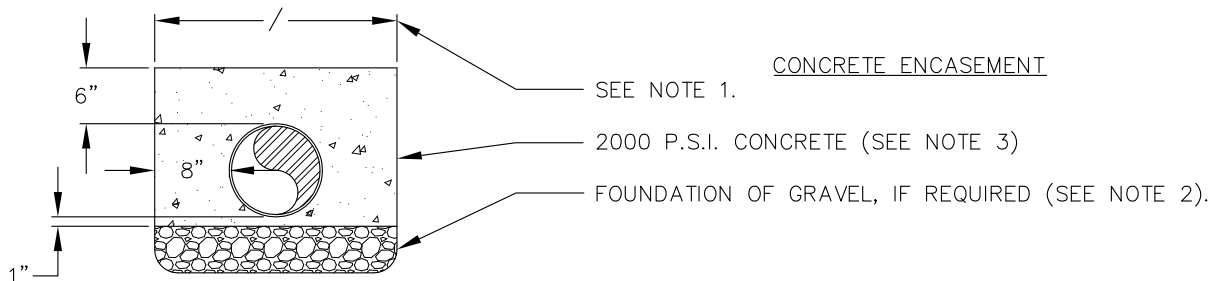 CONCRETE ENCASEMENT
6"
SEE NOTE 1.
2000 P.S.I. CONCRETE (SEE NOTE 3)
8"
FOUNDATION OF GRAVEL, IF REQUIRED (SEE NOTE 2).
1"